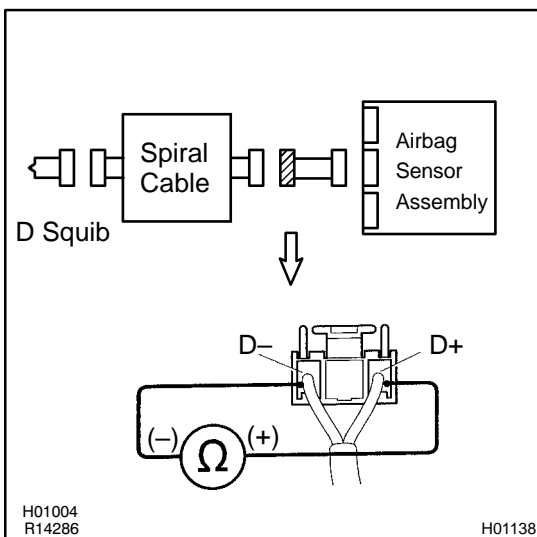 Spiral
Cable
Airbag
Sensor
Assembly
D Squib
D−
D+
(−)
Ω
(+)
H01004
R14286
H01138